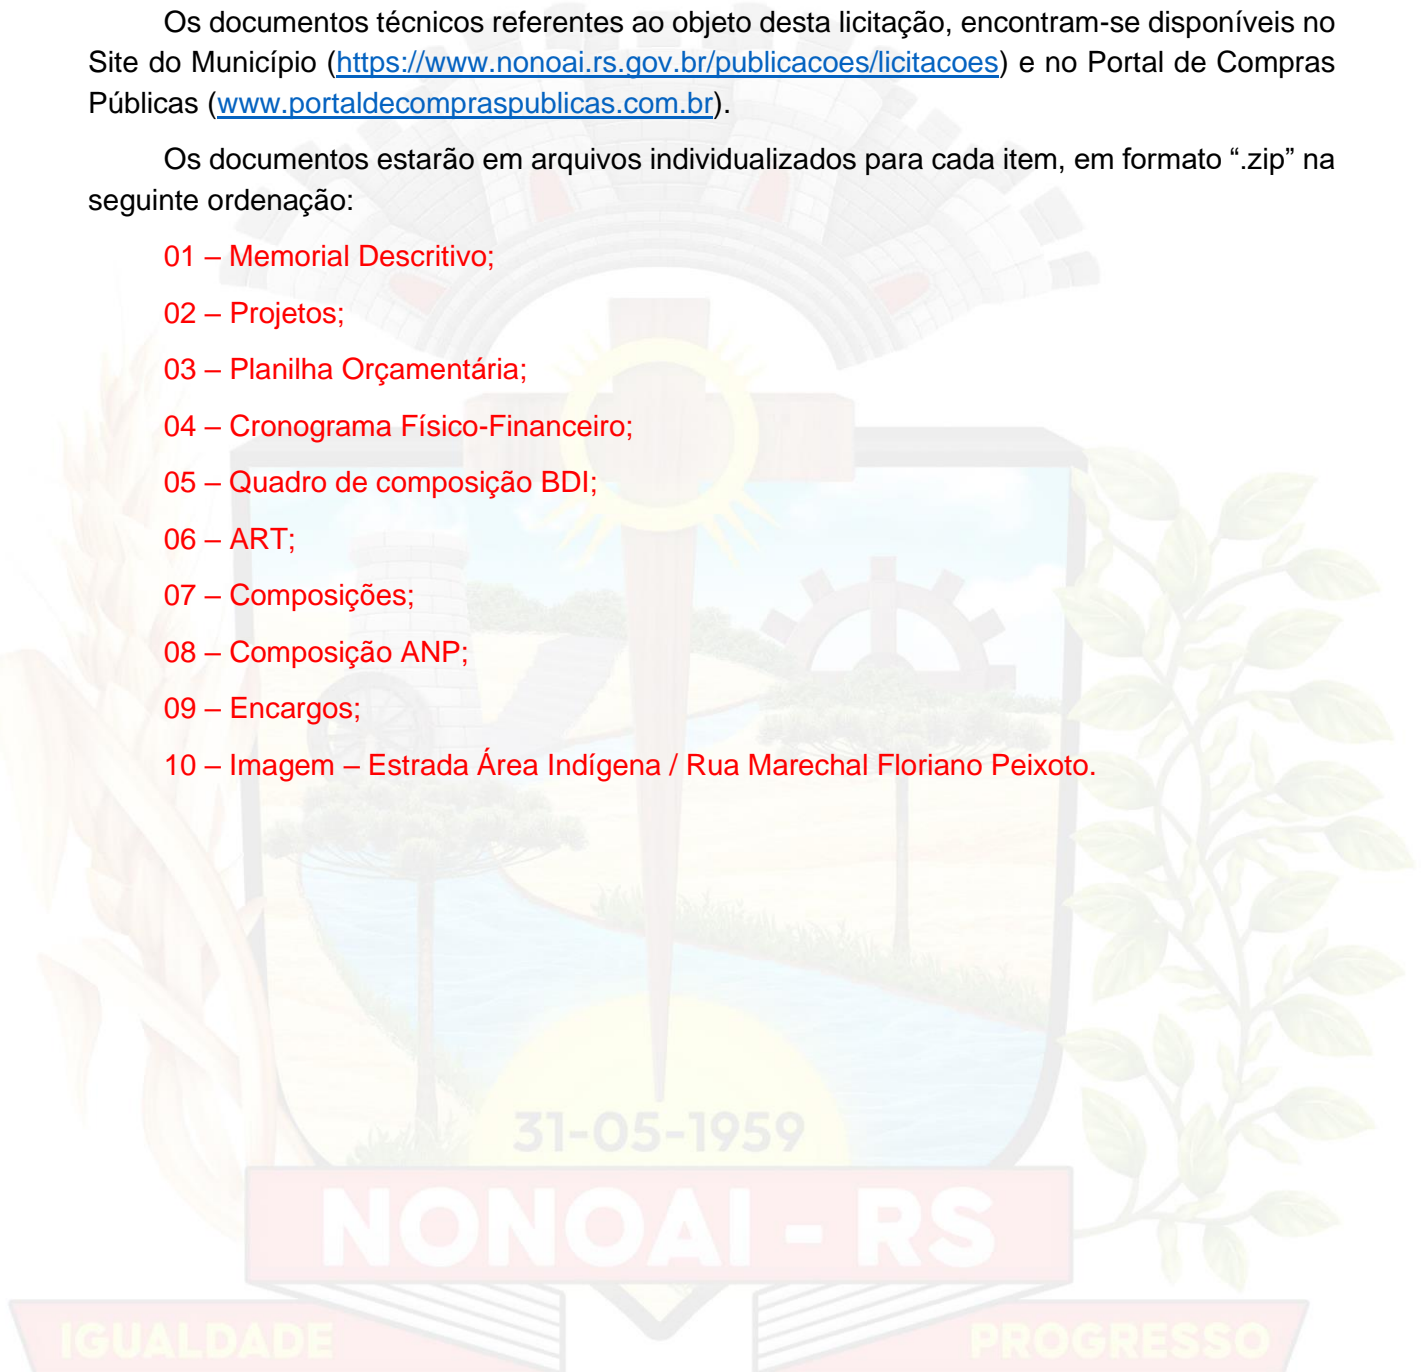 Os documentos técnicos referentes ao objeto desta licitação, encontram-se disponíveis no
Site do Município (https://www.nonoai.rs.gov.br/publicacoes/licitacoes) e no Portal de Compras
Públicas (www.portaldecompraspublicas.com.br).
Os documentos estarão em arquivos individualizados para cada item, em formato “.zip” na
seguinte ordenação:
01 – Memorial Descritivo;
02 – Projetos;
03 – Planilha Orçamentária;
04 – Cronograma Físico-Financeiro;
05 – Quadro de composição BDI;
06 – ART;
07 – Composições;
08 – Composição ANP;
09 – Encargos;
10 – Imagem – Estrada Área Indígena / Rua Marechal Floriano Peixoto.
31-05-1959
NONOAI - RS
IGUALDADE PROGRESSO